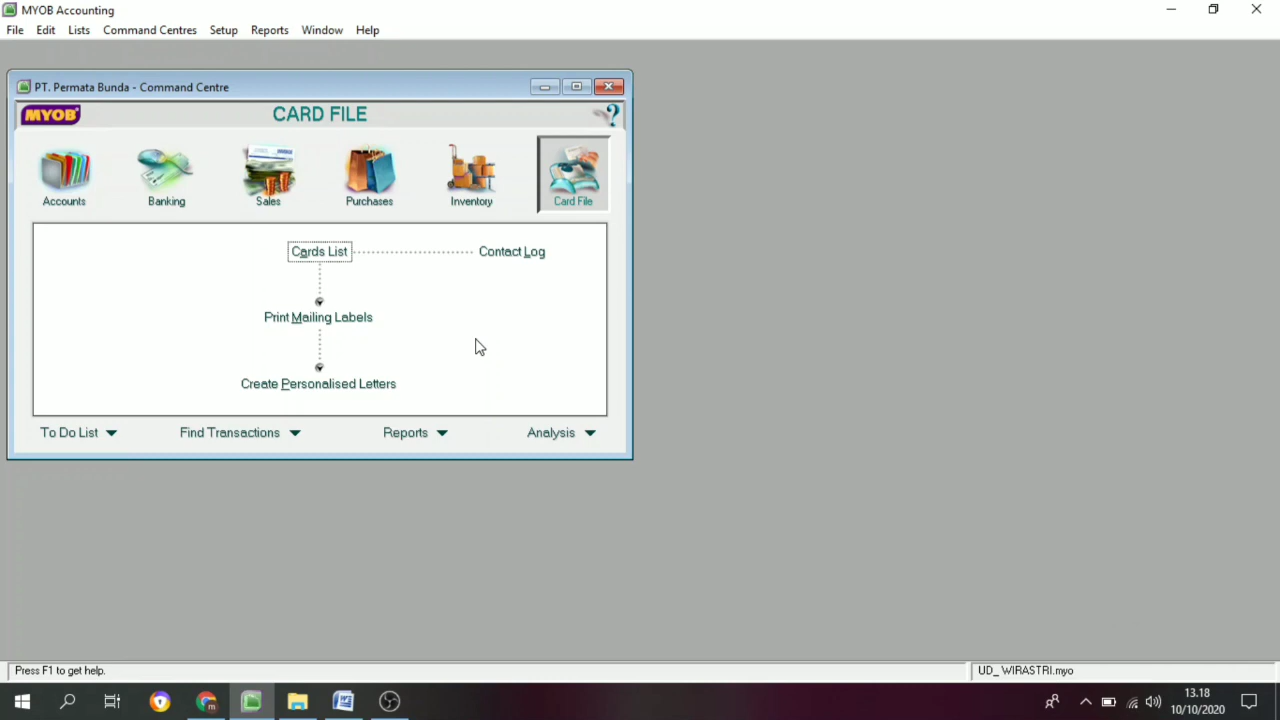 MYOB Accounting
File Edit Lists Command Centres Setup Reports Window Help
PT. Permata Bunda - Command Centre
MYOB CARD FILE ?
Accounts Banking Sales Purchases Inventory Card File
Cards List Contact Log
Print Mailing Labels
Create Personalised Letters
To Do List Find Transactions Reports Analysis
Press F1 to get help. UD_ WIRASTRI.myo
13.18
10/10/2020